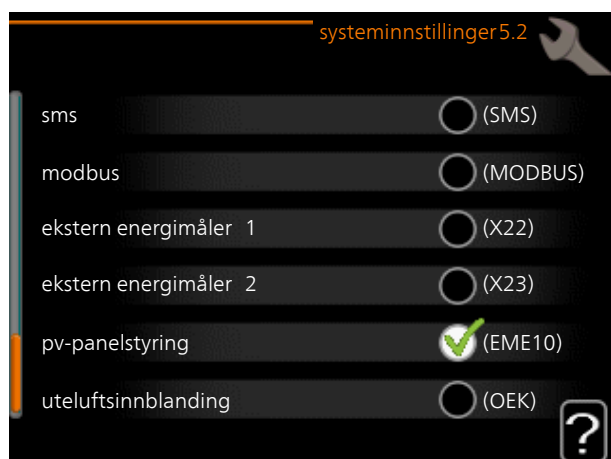 systeminnstillinger 5.2
sms (SMS)
modbus (MODBUS)
ekstern energimåler 1 (X22)
ekstern energimåler 2 (X23)
pv-panelstyring (EME10)
uteluftsinnblanding (OEK)
?